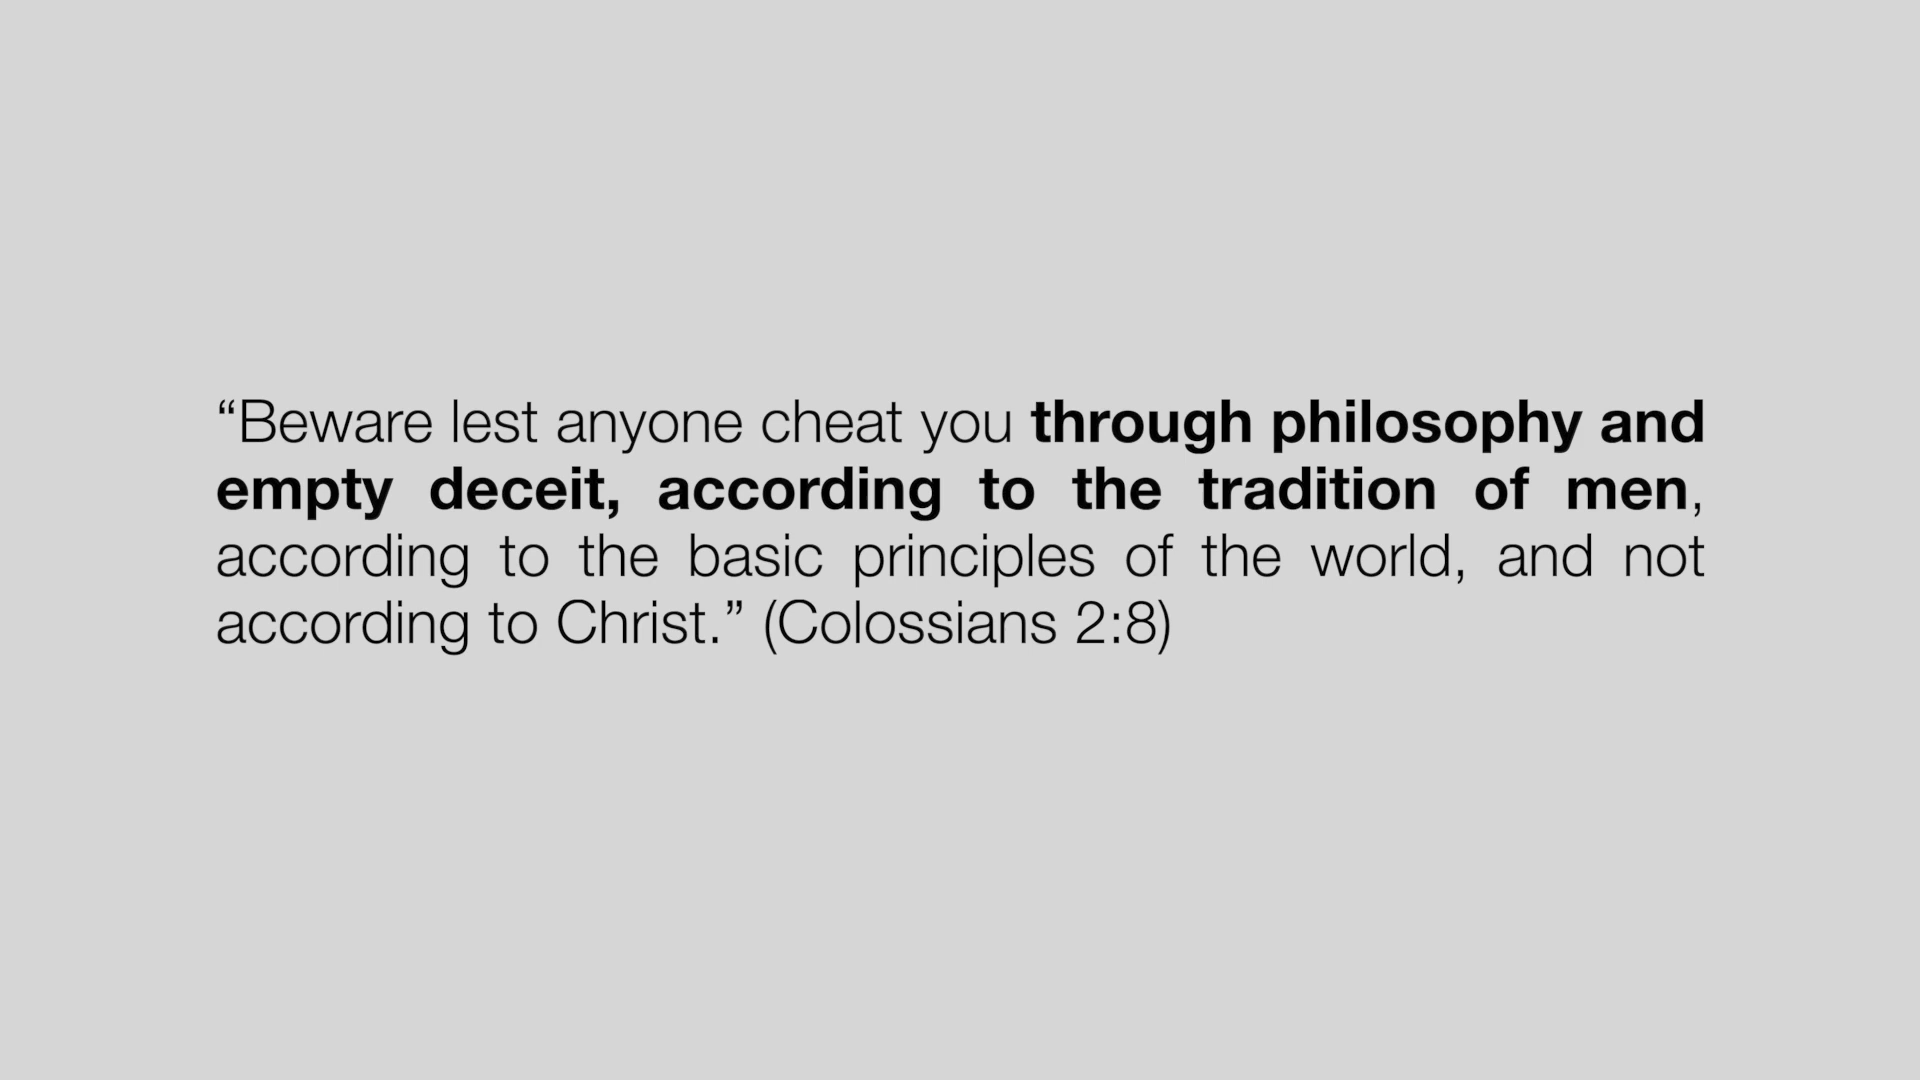 “Beware lest anyone cheat you through philosophy and
empty deceit, according to the tradition of men,
according to the basic principles of the world, and not
according to Christ.” (Colossians 2:8)